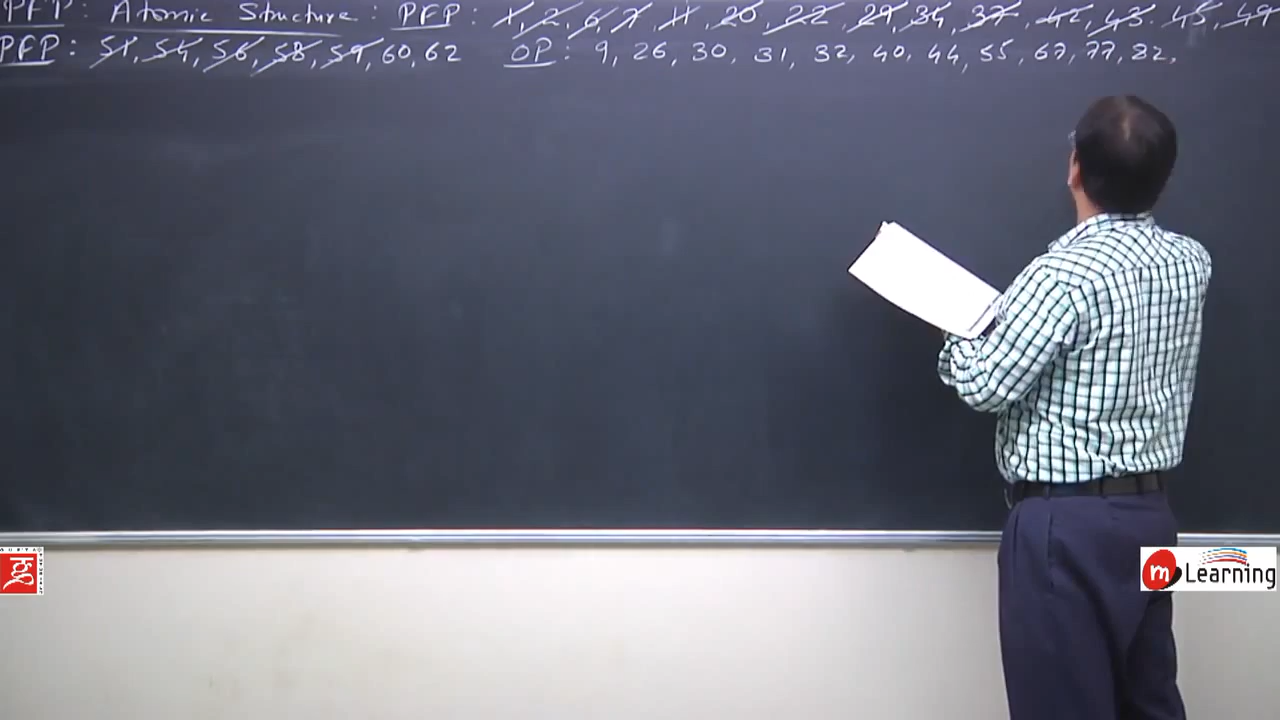 PFP : Atomic Structure : PFP : 1, 2, 6, 7, 11, 20, 22, 29, 34, 37, 42, 43, 45, 49
PFP : 51, 54, 56, 58, 59, 60, 62 OP : 9, 26, 30, 31, 32, 40, 44, 55, 67, 77, 82,
m Learning